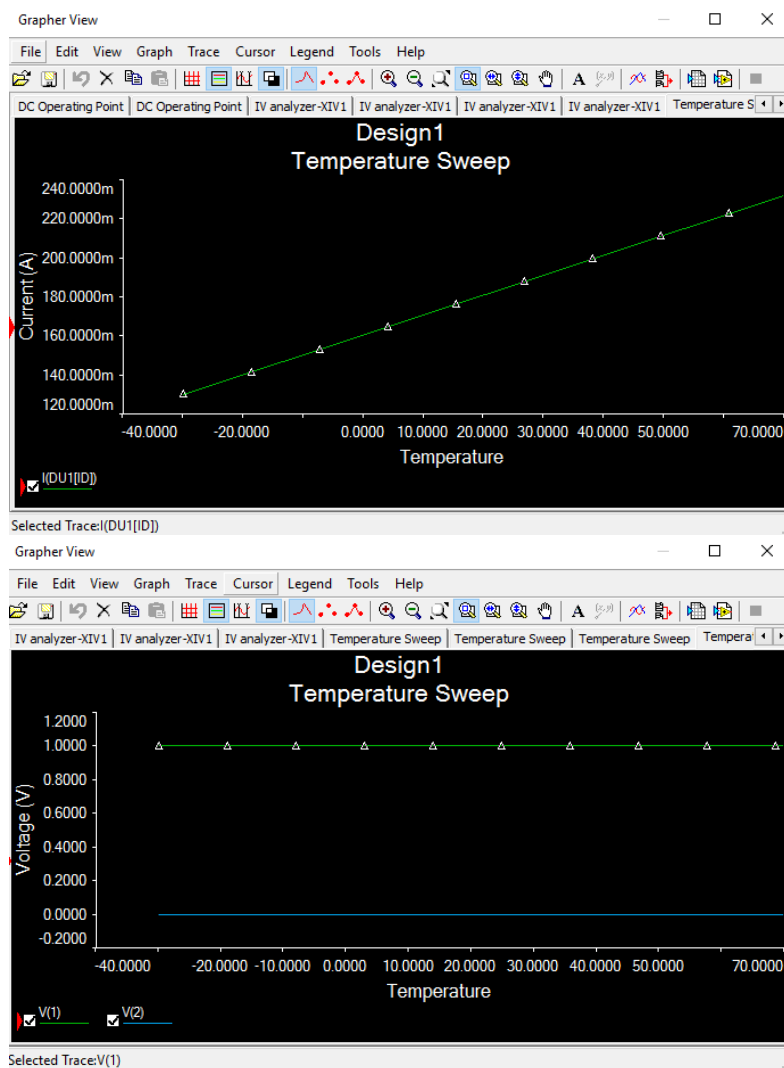 Grapher View
File Edit View Graph Trace Cursor Legend Tools Help
A
DC Operating Point DC Operating Point IV analyzer-XIV1 IV analyzer-XIV1 IV analyzer-XIV1 IV analyzer-XIV1 Temperature S
Design1
Temperature Sweep
240.0000m
220.0000m
200.0000m
180.0000m
160.0000m
140.0000m
120.0000m
Current (A)
-40.0000 -20.0000 0.0000 10.0000 20.0000 30.0000 40.0000 50.0000 70.0000
Temperature
I(DU1[ID])
Selected Trace:I(DU1[ID])
Grapher View
File Edit View Graph Trace Cursor Legend Tools Help
A
IV analyzer-XIV1 IV analyzer-XIV1 IV analyzer-XIV1 Temperature Sweep Temperature Sweep Temperature Sweep Tempera
Design1
Temperature Sweep
1.2000
1.0000
0.8000
0.6000
0.4000
0.2000
0.0000
-0.2000
Voltage (V)
-40.0000 -20.0000 -10.0000 0.0000 10.0000 20.0000 30.0000 40.0000 50.0000 70.0000
Temperature
V(1) V(2)
Selected Trace:V(1)